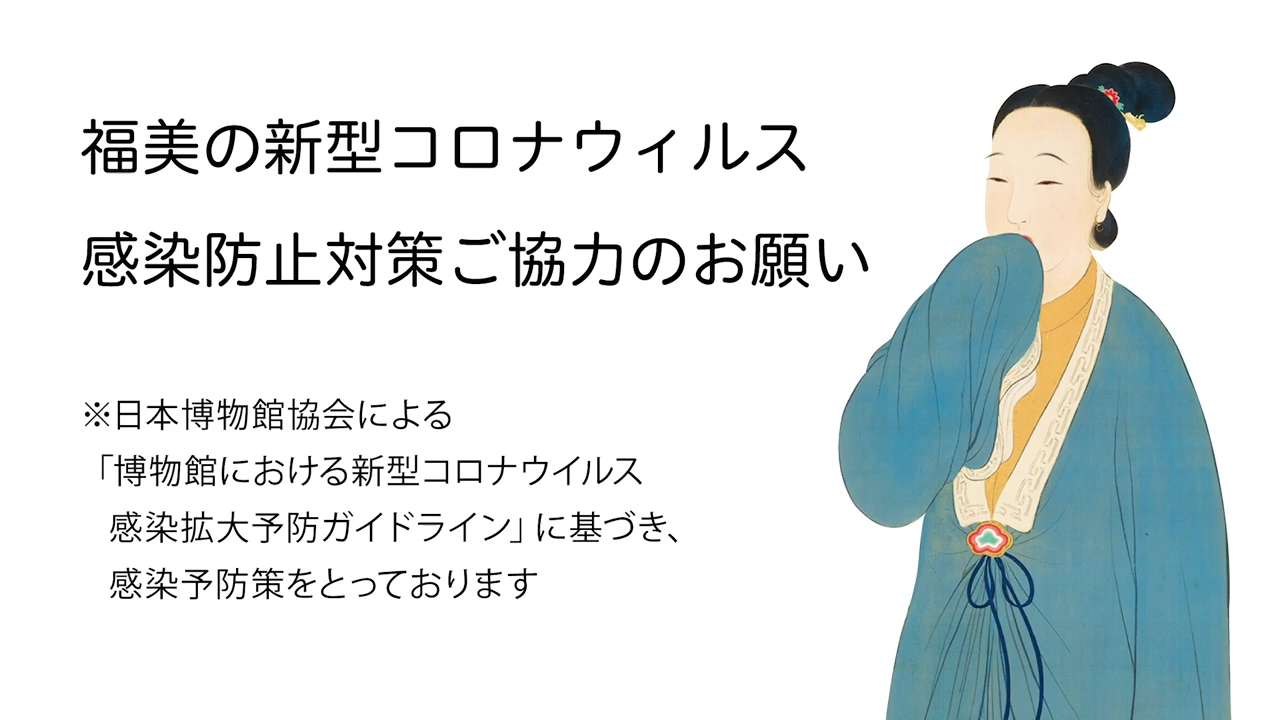 福美の新型コロナウィルス
感染防止対策ご協力のお願い
※日本博物館協会による
「博物館における新型コロナウイルス
感染拡大予防ガイドライン」に基づき、
感染予防策をとっております